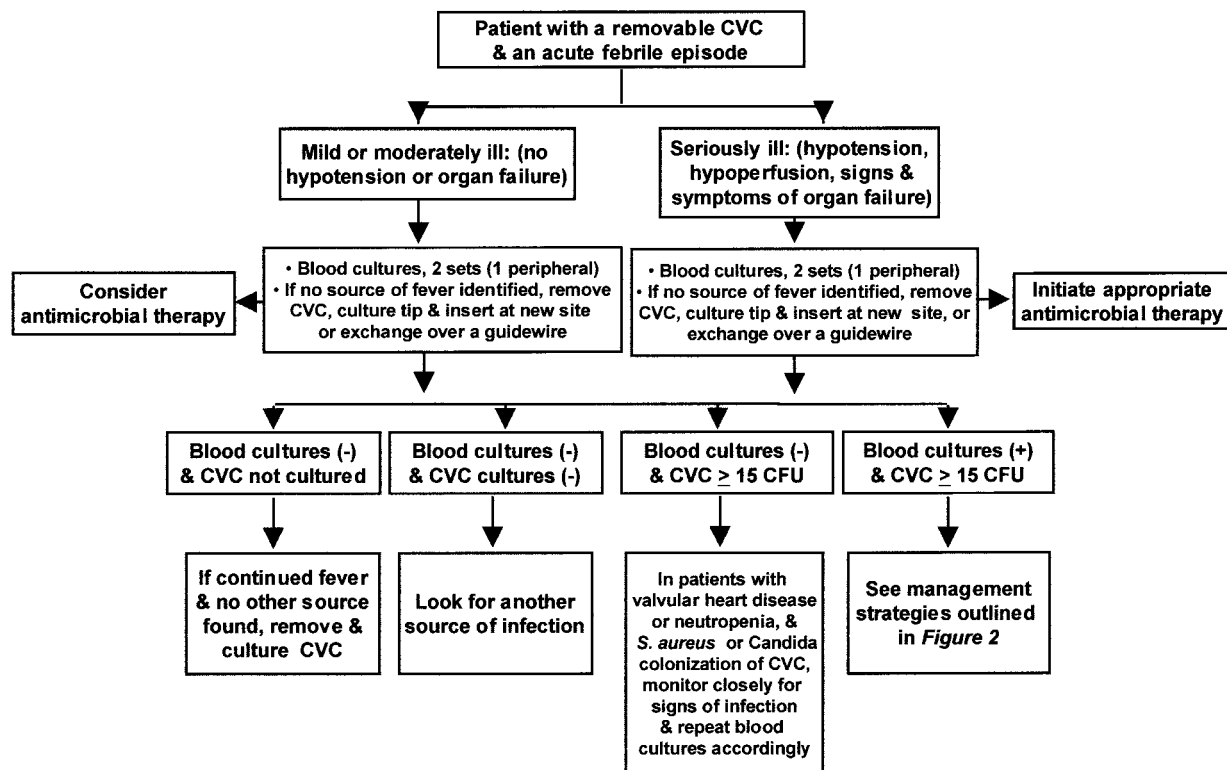 Patient with a removable CVC
& an acute febrile episode
Mild or moderately ill: (no
hypotension or organ failure)
Seriously ill: (hypotension,
hypoperfusion, signs &
symptoms of organ failure)
Consider
antimicrobial therapy
• Blood cultures, 2 sets (1 peripheral)
• If no source of fever identified, remove
CVC, culture tip & insert at new site
or exchange over a guidewire
• Blood cultures, 2 sets (1 peripheral)
• If no source of fever identified, remove
CVC, culture tip & insert at new site, or
exchange over a guidewire
Initiate appropriate
antimicrobial therapy
Blood cultures (-)
& CVC not cultured
Blood cultures (-)
& CVC cultures (-)
Blood cultures (-)
& CVC ≥ 15 CFU
Blood cultures (+)
& CVC ≥ 15 CFU
If continued fever
& no other source
found, remove &
culture CVC
Look for another
source of infection
In patients with
valvular heart disease
or neutropenia, &
S. aureus or Candida
colonization of CVC,
monitor closely for
signs of infection
& repeat blood
cultures accordingly
See management
strategies outlined
in Figure 2